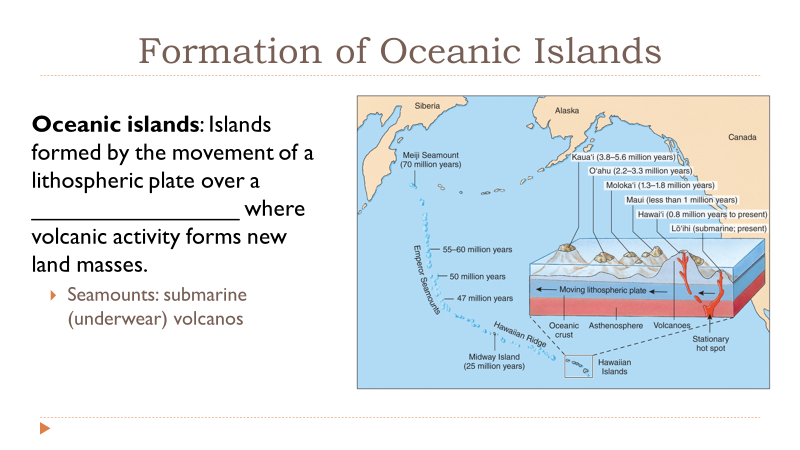 Formation of Oceanic Islands
Oceanic islands: Islands
formed by the movement of a
lithospheric plate over a
__________________ where
volcanic activity forms new
land masses.
Seamounts: submarine
(underwear) volcanos
Siberia
Alaska
Canada
Meiji Seamount
(70 million years)
Kaua'i (3.8–5.6 million years)
O'ahu (2.2–3.3 million years)
Moloka'i (1.3–1.8 million years)
Maui (less than 1 million years)
Hawai'i (0.8 million years to present)
Lō'ihi (submarine; present)
55–60 million years
50 million years
47 million years
Emperor Seamounts
Moving lithospheric plate
Oceanic
crust
Asthenosphere
Volcanoes
Stationary
hot spot
Hawaiian Ridge
Midway Island
(25 million years)
Hawaiian
Islands